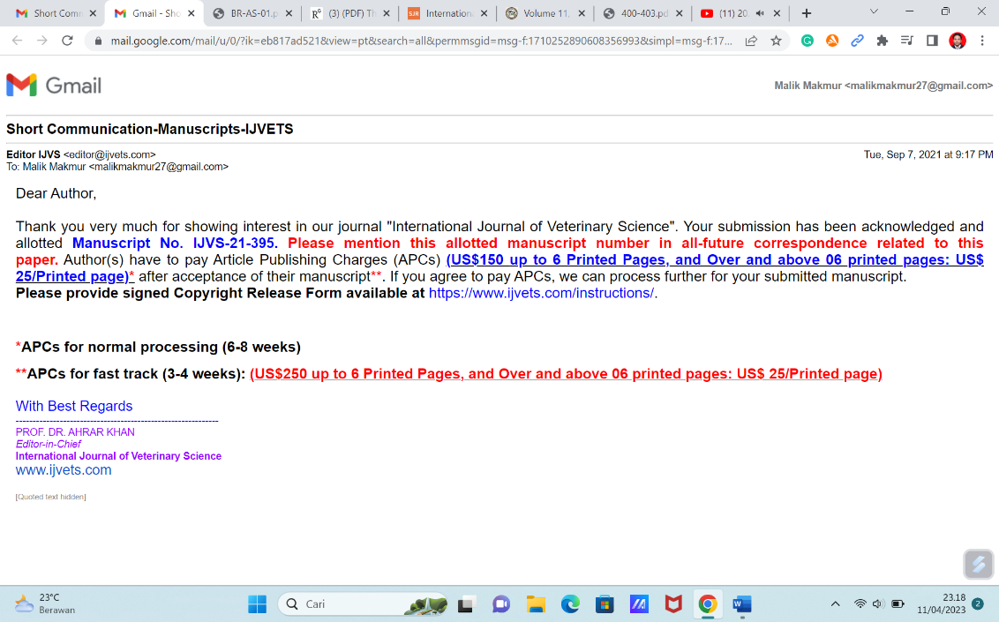 Short Comm
Gmail - Sho
BR-AS-01.p
(3) (PDF) Th
SJR Internation
Volume 11,
400-403.pd
(11) 20
mail.google.com/mail/u/0/?ik=eb817ad521&view=pt&search=all&permmsgid=msg-f:1710252890608356993&simpl=msg-f:17...
Gmail
Malik Makmur <malikmakmur27@gmail.com>
Short Communication-Manuscripts-IJVETS
Editor IJVS <editor@ijvets.com>
Tue, Sep 7, 2021 at 9:17 PM
To: Malik Makmur <malikmakmur27@gmail.com>
Dear Author,
Thank you very much for showing interest in our journal "International Journal of Veterinary Science". Your submission has been acknowledged and
allotted Manuscript No. IJVS-21-395. Please mention this allotted manuscript number in all-future correspondence related to this
paper. Author(s) have to pay Article Publishing Charges (APCs) (US$150 up to 6 Printed Pages, and Over and above 06 printed pages: US$
25/Printed page)* after acceptance of their manuscript**. If you agree to pay APCs, we can process further for your submitted manuscript.
Please provide signed Copyright Release Form available at https://www.ijvets.com/instructions/.
*APCs for normal processing (6-8 weeks)
**APCs for fast track (3-4 weeks): (US$250 up to 6 Printed Pages, and Over and above 06 printed pages: US$ 25/Printed page)
With Best Regards
------------------------------------------------------------
PROF. DR. AHRAR KHAN
Editor-in-Chief
International Journal of Veterinary Science
www.ijvets.com
[Quoted text hidden]
23°C
Berawan
Cari
23.18
11/04/2023
2